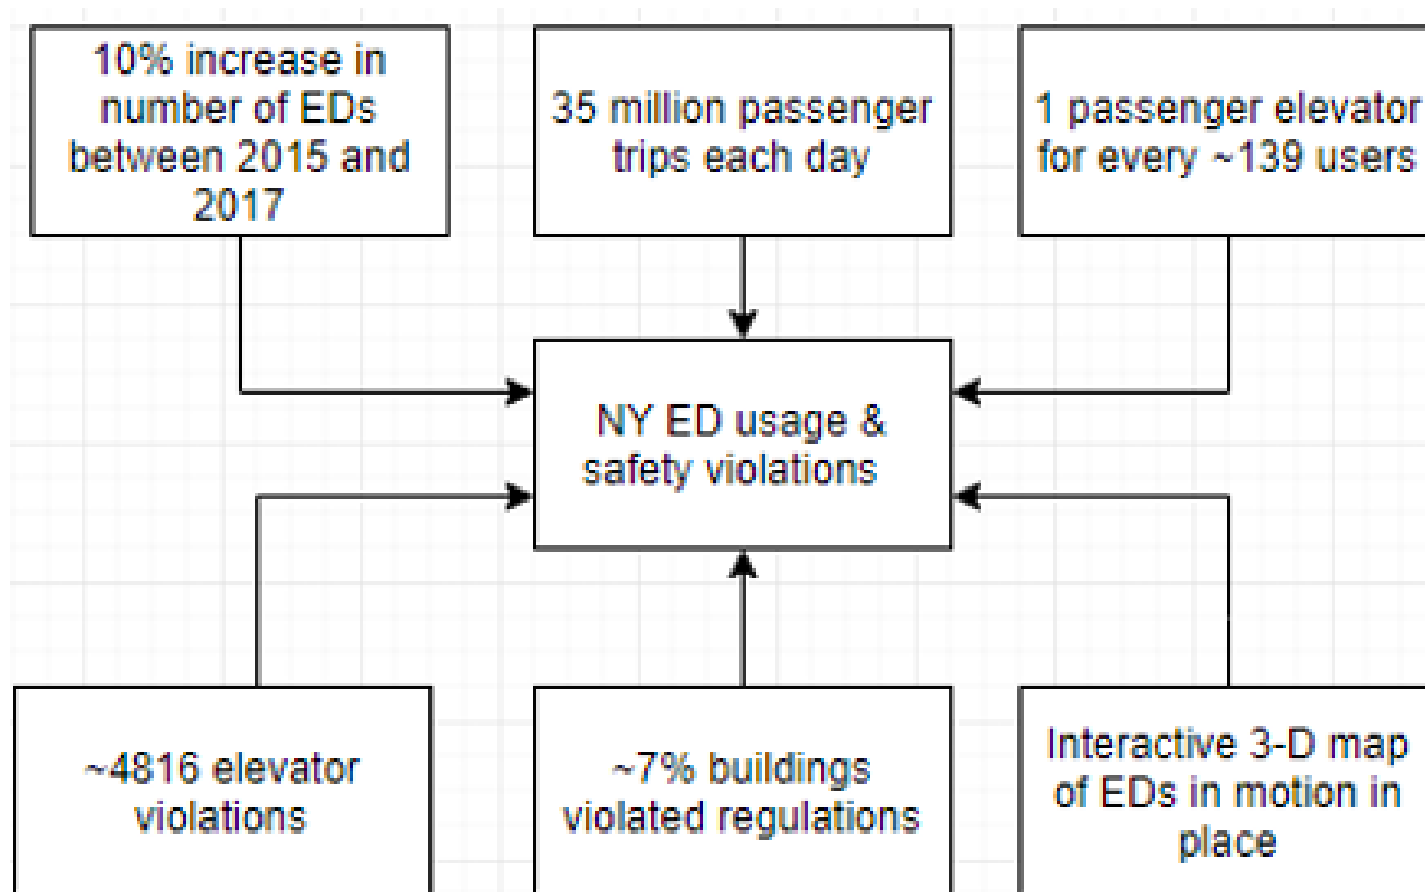 10% increase in
number of EDs
between 2015 and
2017
35 million passenger
trips each day
1 passenger elevator
for every ~139 users
NY ED usage &
safety violations
~4816 elevator
violations
~7% buildings
violated regulations
Interactive 3-D map
of EDs in motion in
place